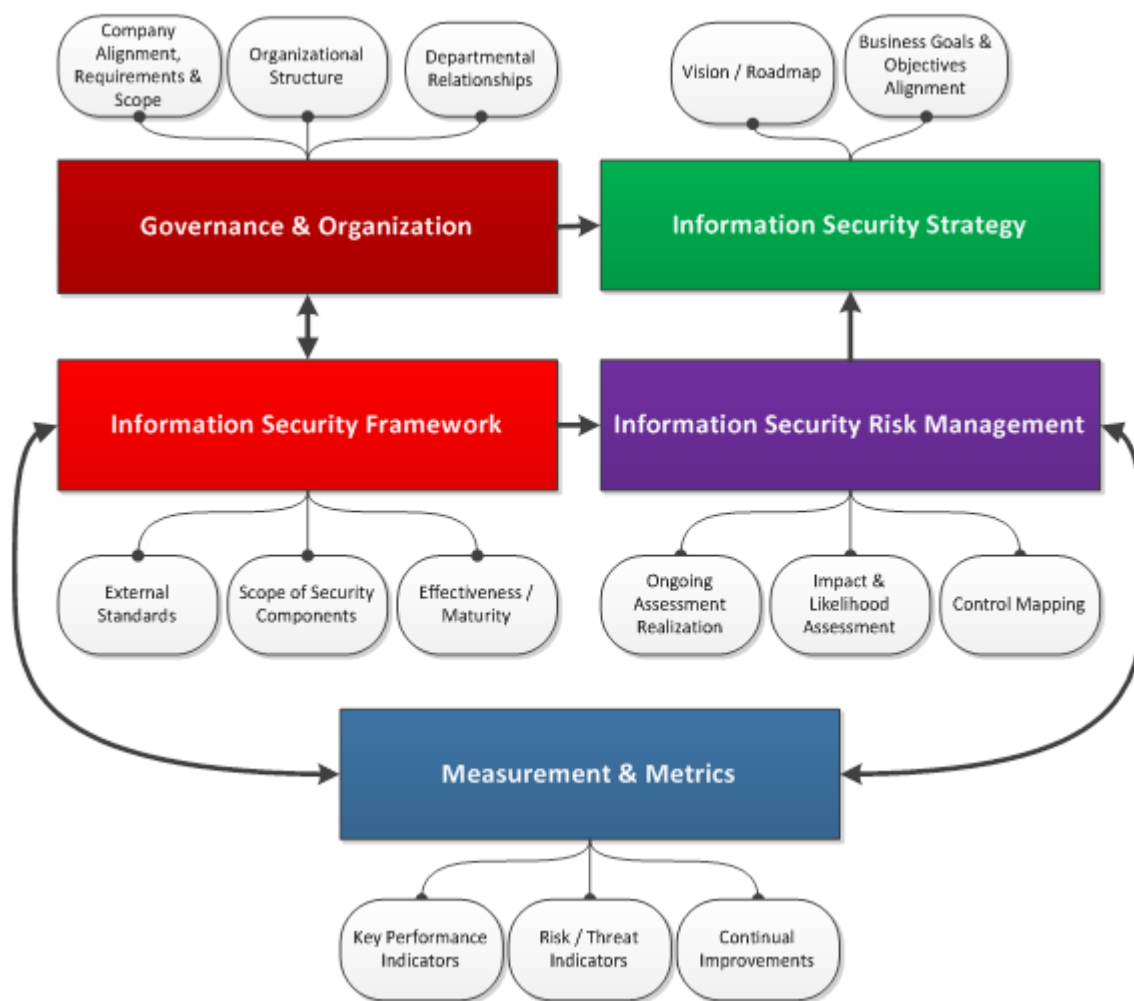 Company
Alignment,
Requirements &
Scope
Organizational
Structure
Departmental
Relationships
Vision / Roadmap
Business Goals &
Objectives
Alignment
Governance & Organization
Information Security Strategy
Information Security Framework
Information Security Risk Management
External
Standards
Scope of Security
Components
Effectiveness /
Maturity
Ongoing
Assessment
Realization
Impact &
Likelihood
Assessment
Control Mapping
Measurement & Metrics
Key Performance
Indicators
Risk / Threat
Indicators
Continual
Improvements